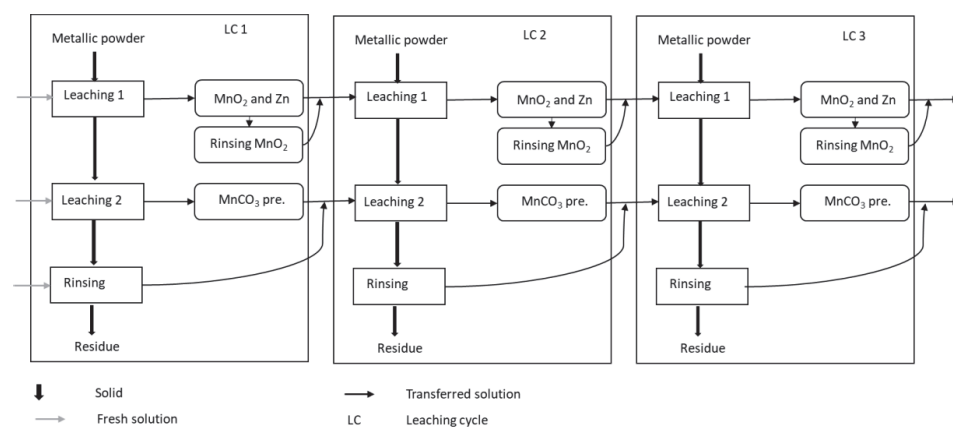 LC 1
Metallic powder
Leaching 1
MnO₂ and Zn
Rinsing MnO₂
Leaching 2
MnCO₃ pre.
Rinsing
Residue
LC 2
Metallic powder
Leaching 1
MnO₂ and Zn
Rinsing MnO₂
Leaching 2
MnCO₃ pre.
Rinsing
Residue
LC 3
Metallic powder
Leaching 1
MnO₂ and Zn
Rinsing MnO₂
Leaching 2
MnCO₃ pre.
Rinsing
Residue
Solid
Transferred solution
Fresh solution
LC Leaching cycle